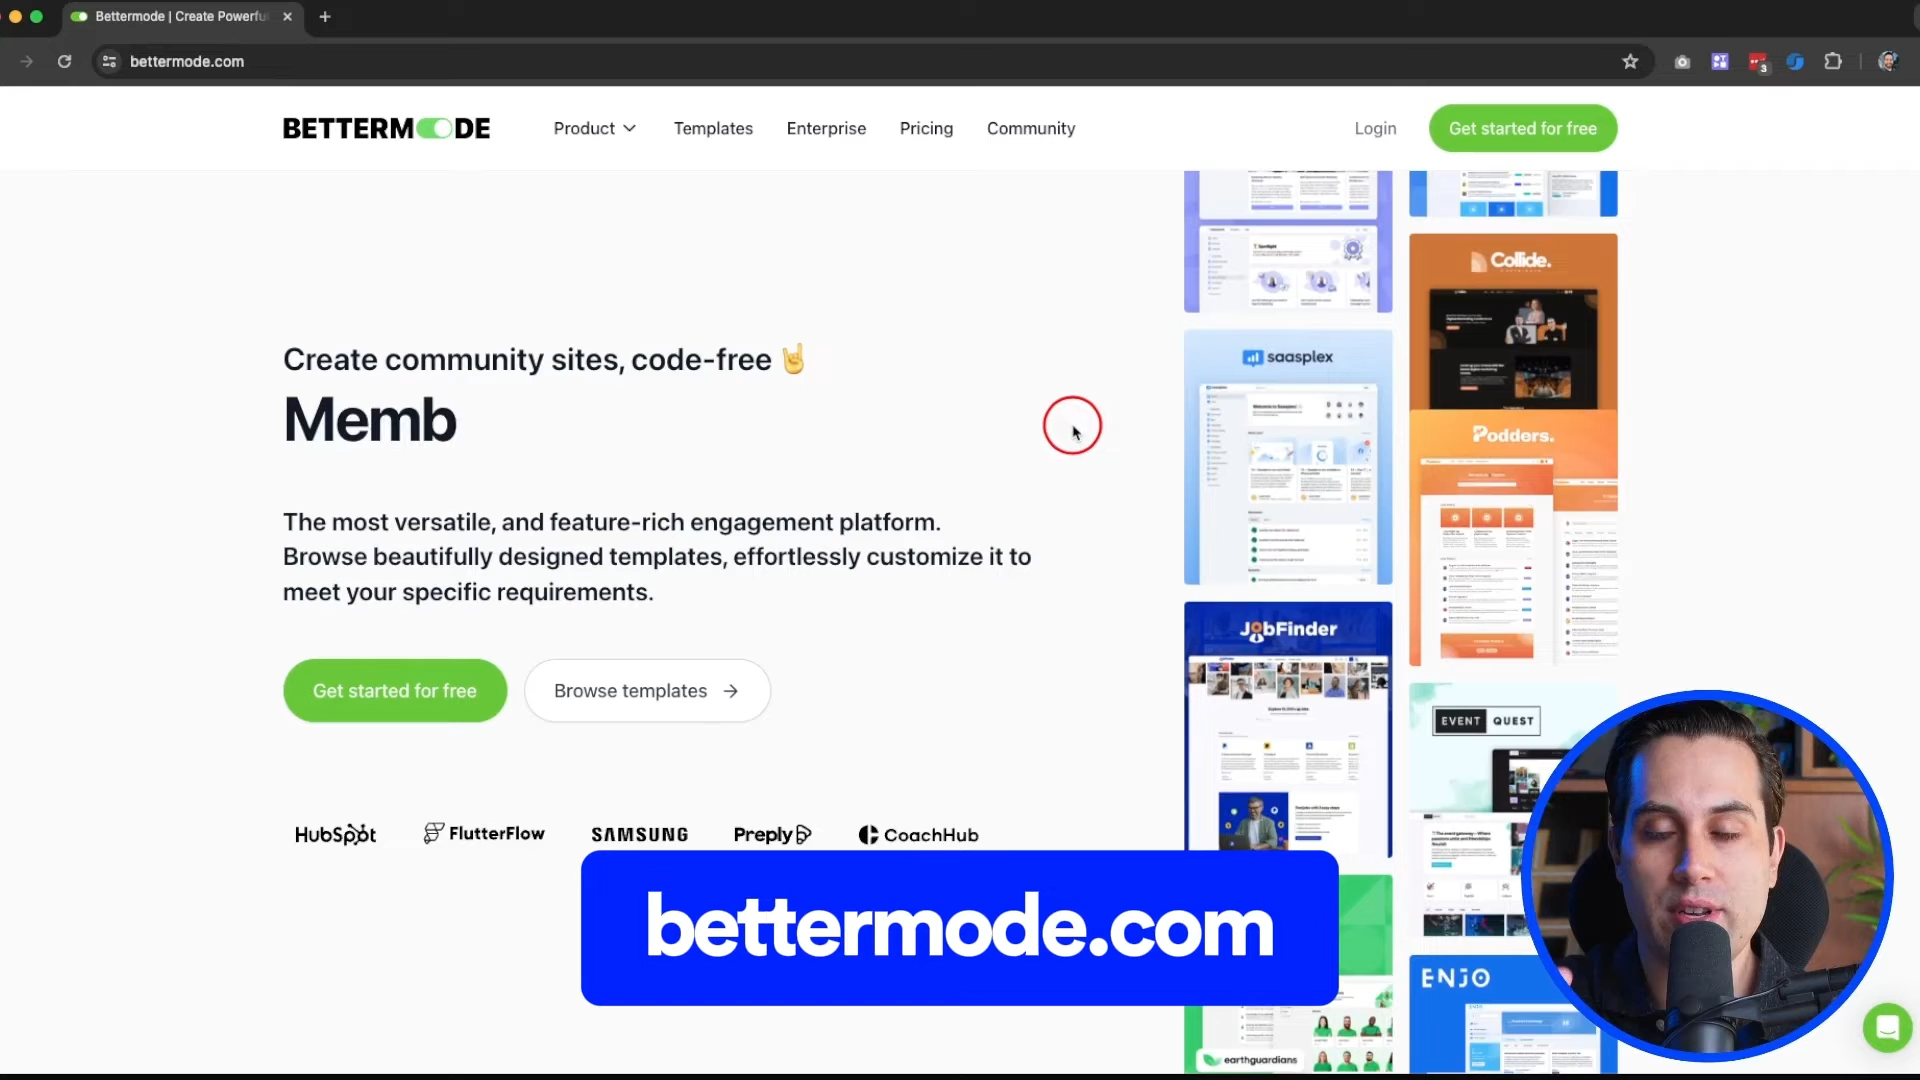 Bettermode | Create Powerfu
bettermode.com
3
BETTERMODE
Product
Templates
Enterprise
Pricing
Community
Login
Get started for free
Create community sites, code-free
Memb
The most versatile, and feature-rich engagement platform.
Browse beautifully designed templates, effortlessly customize it to
meet your specific requirements.
Get started for free
Browse templates →
HubSpot
FlutterFlow
SAMSUNG
Preply
CoachHub
Spotlight
Collide.
saasplex
Podders.
JobFinder
EVENT QUEST
ENJO
earthguardians
bettermode.com